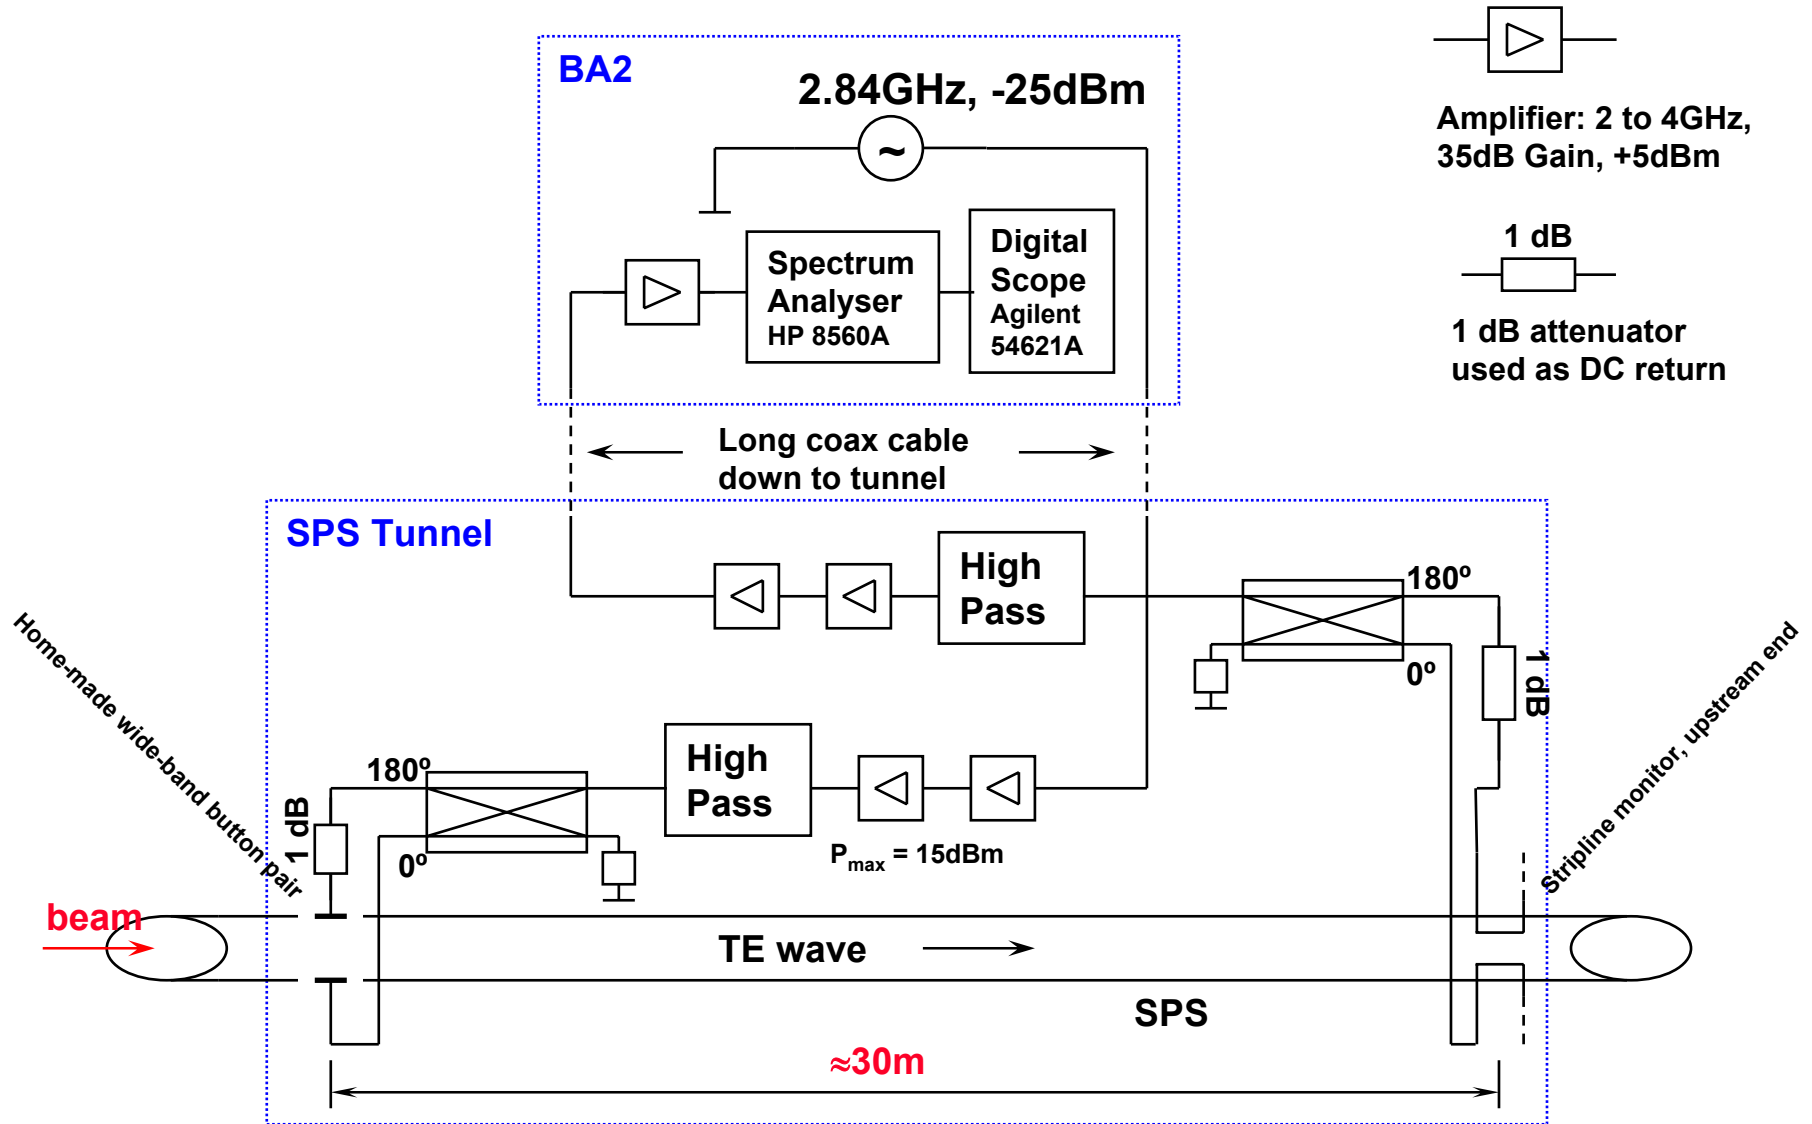 BA2
2.84GHz, -25dBm
~
Spectrum
Analyser
HP 8560A
Digital
Scope
Agilent
54621A
Amplifier: 2 to 4GHz,
35dB Gain, +5dBm
1 dB
1 dB attenuator
used as DC return
Long coax cable
down to tunnel
SPS Tunnel
High
Pass
180º
0º
1 dB
Home-made wide-band button pair
Stripline monitor, upstream end
High
Pass
180º
0º
1 dB
Pmax = 15dBm
beam
TE wave
SPS
≈30m